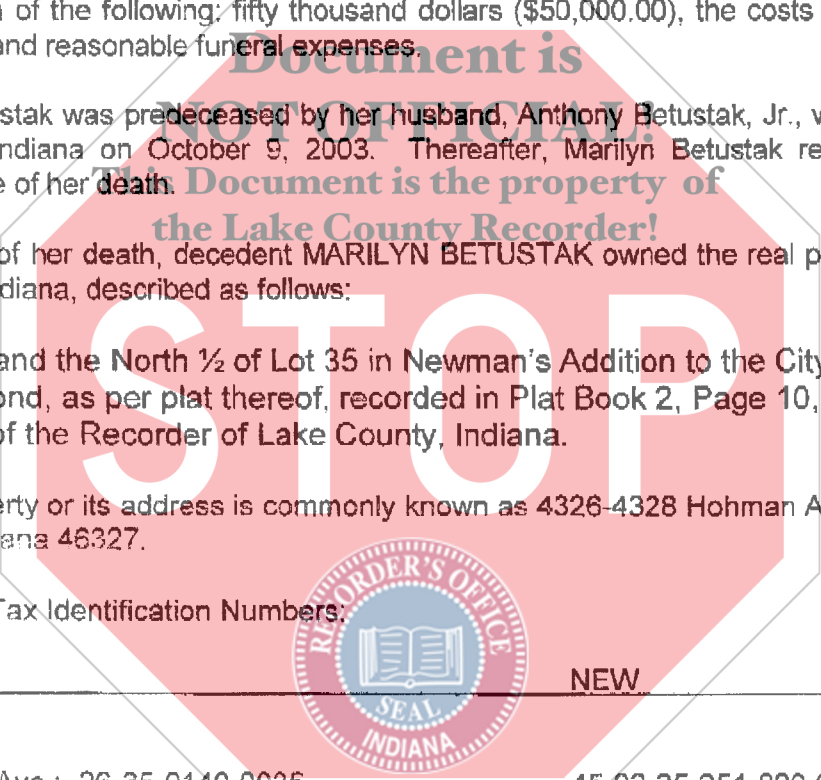 of the following: fifty thousand dollars ($50,000.00), the costs
and reasonable funeral expenses.
Document is
NOT OFFICIAL!
ustak was predeceased by her husband, Anthony Betustak, Jr.,
Indiana on October 9, 2003. Thereafter, Marilyn Betustak re
e of her death.
This Document is the property of
the Lake County Recorder!
of her death, decedent MARILYN BETUSTAK owned the real p
diana, described as follows:
STOP
and the North ½ of Lot 35 in Newman's Addition to the City
ond, as per plat thereof, recorded in Plat Book 2, Page 10,
of the Recorder of Lake County, Indiana.
erty or its address is commonly known as 4326-4328 Hohman A
iana 46327.
RECORDER'S OFFICE
SEAL
INDIANA
Tax Identification Numbers:
NEW